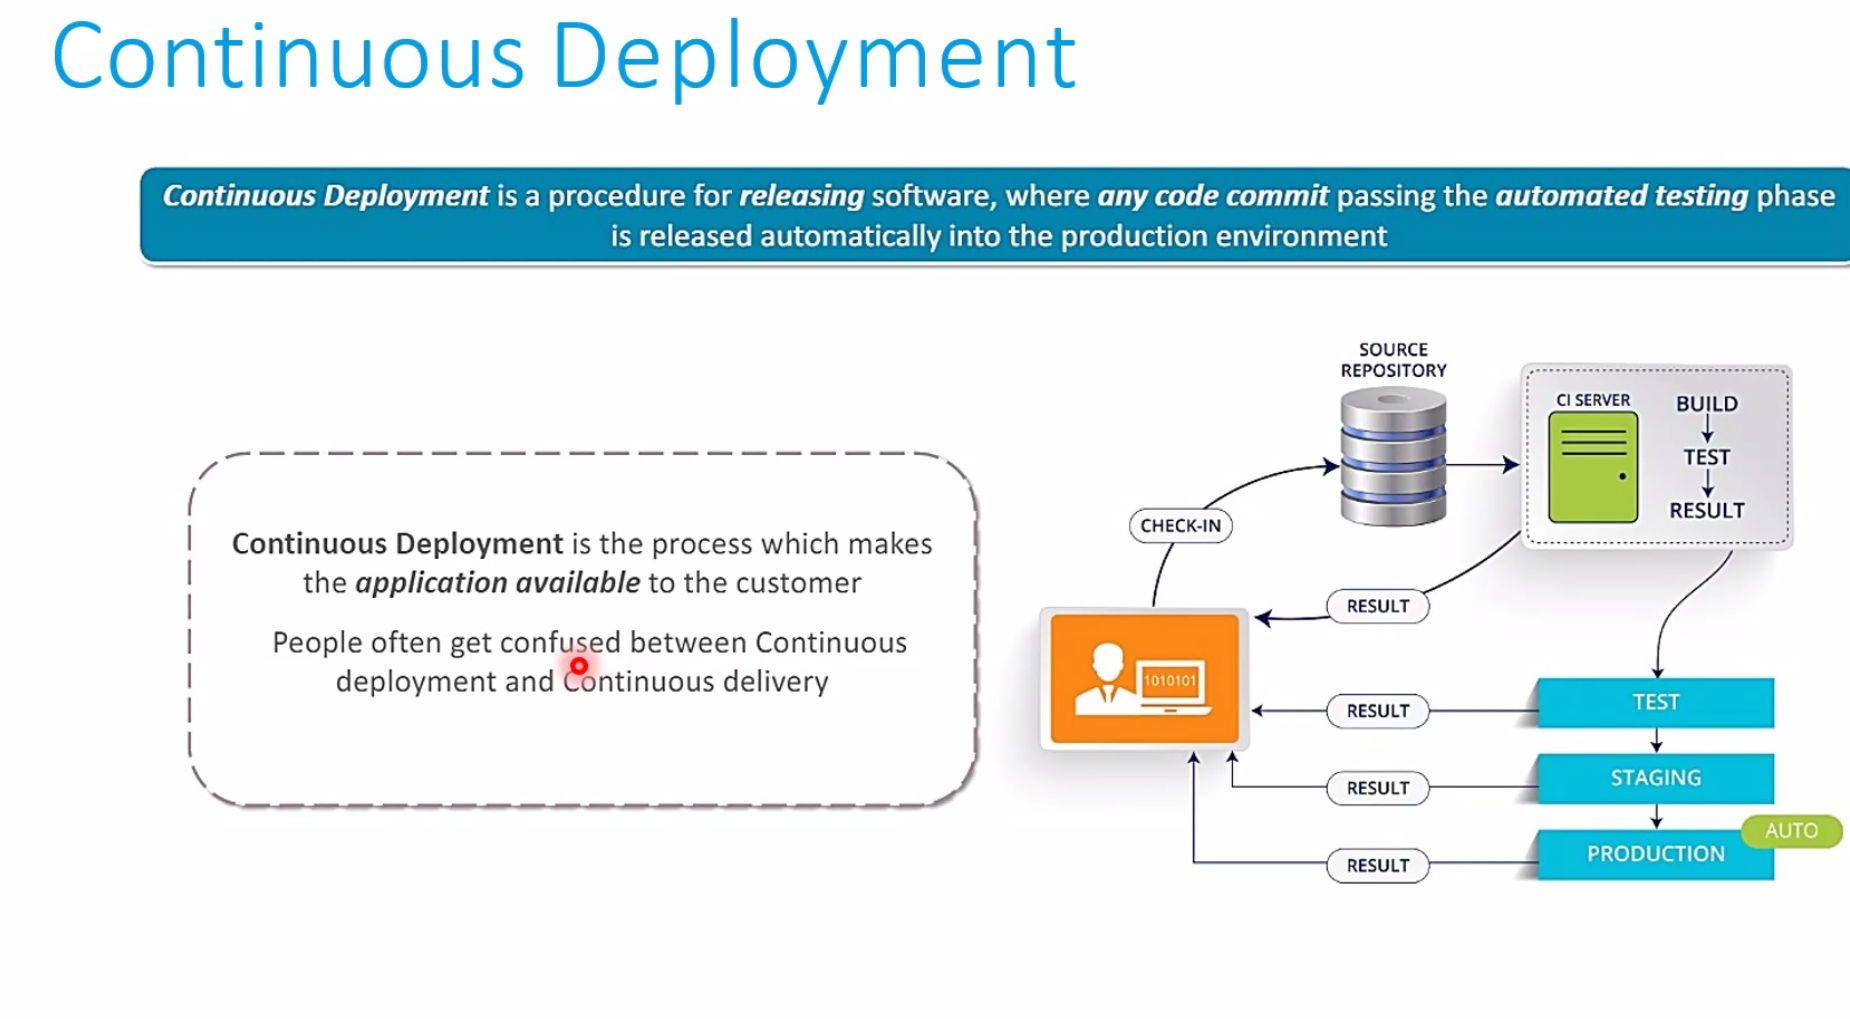 Continuous Deployment
Continuous Deployment is a procedure for releasing software, where any code commit passing the automated testing phase
is released automatically into the production environment
Continuous Deployment is the process which makes
the application available to the customer
People often get confused between Continuous
deployment and Continuous delivery
SOURCE
REPOSITORY
CI SERVER
BUILD
TEST
RESULT
CHECK-IN
RESULT
1010101
RESULT
TEST
RESULT
STAGING
AUTO
RESULT
PRODUCTION